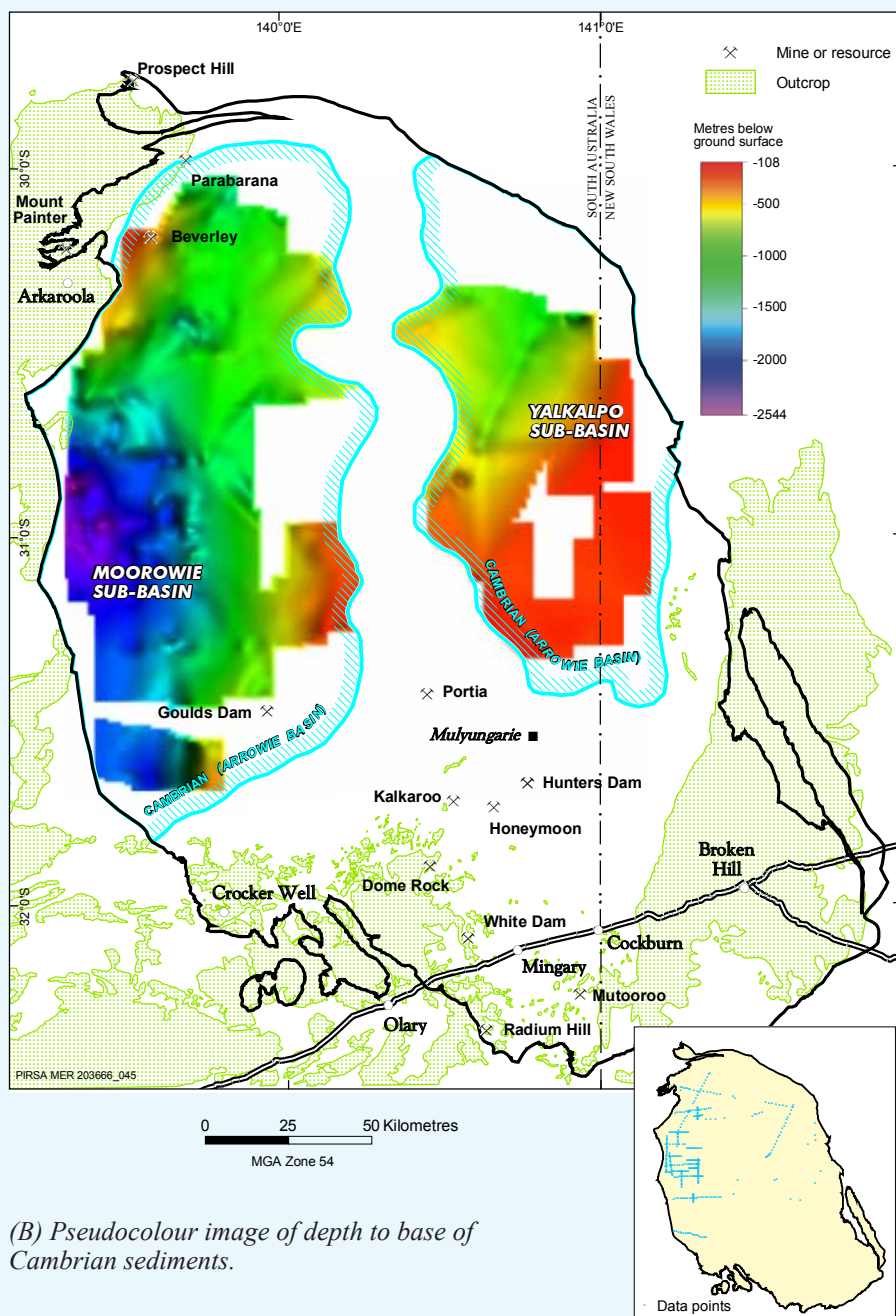 140°0'E
141°0'E
Mine or resource
Outcrop
Prospect Hill
Metres below
ground surface
-108
-500
-1000
-1500
-2000
-2544
SOUTH AUSTRALIA
NEW SOUTH WALES
30°0'S
Parabarana
Mount
Painter
Beverley
Arkaroola
YALKALPO
SUB-BASIN
31°0'S
MOOROWIE
SUB-BASIN
CAMBRIAN (ARROWIE BASIN)
Portia
Goulds Dam
Mulyungarie
CAMBRIAN (ARROWIE BASIN)
Hunters Dam
Kalkaroo
Honeymoon
Broken
Hill
Dome Rock
Crocker Well
32°0'S
White Dam
Cockburn
Mingary
Mutooroo
Olary
Radium Hill
PIRSA MER 203666_045
140°0'E
141°0'E
0 25 50 Kilometres
MGA Zone 54
(B) Pseudocolour image of depth to base of
Cambrian sediments.
Data points